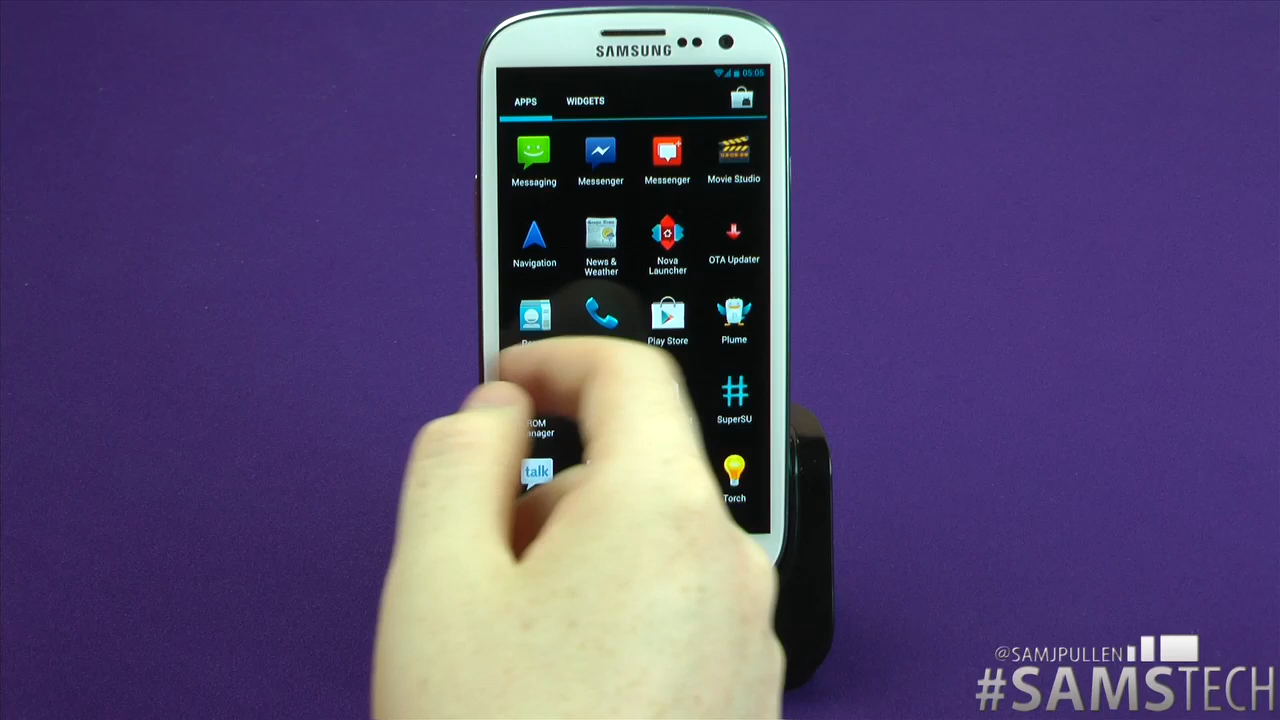 SAMSUNG
05:05
APPS WIDGETS
Messaging Messenger Messenger Movie Studio
Navigation News & Weather Nova Launcher OTA Updater
Play Store Plume
ROM
SuperSU
talk
Torch
@SAMJPULLEN
#SAMSTECH